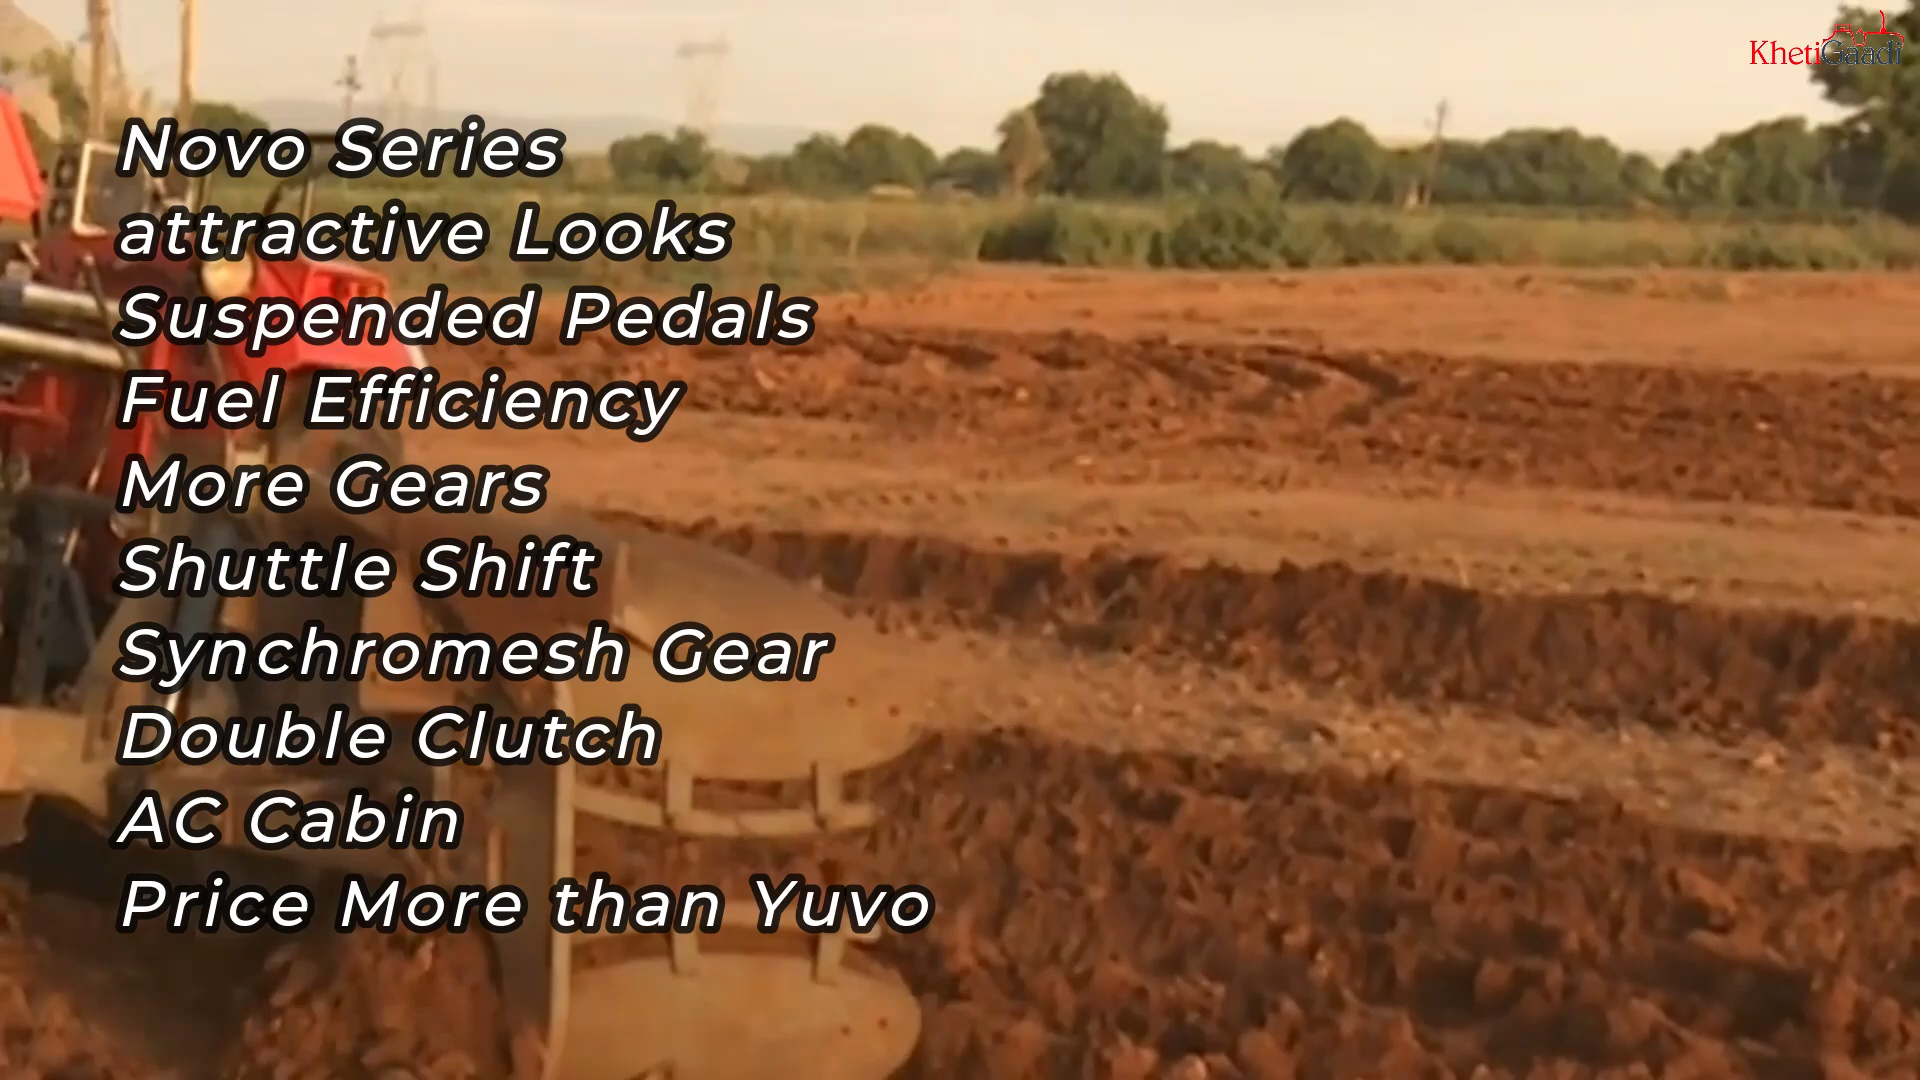 KhetiGaadi
Novo Series
attractive Looks
Suspended Pedals
Fuel Efficiency
More Gears
Shuttle Shift
Synchromesh Gear
Double Clutch
AC Cabin
Price More than Yuvo